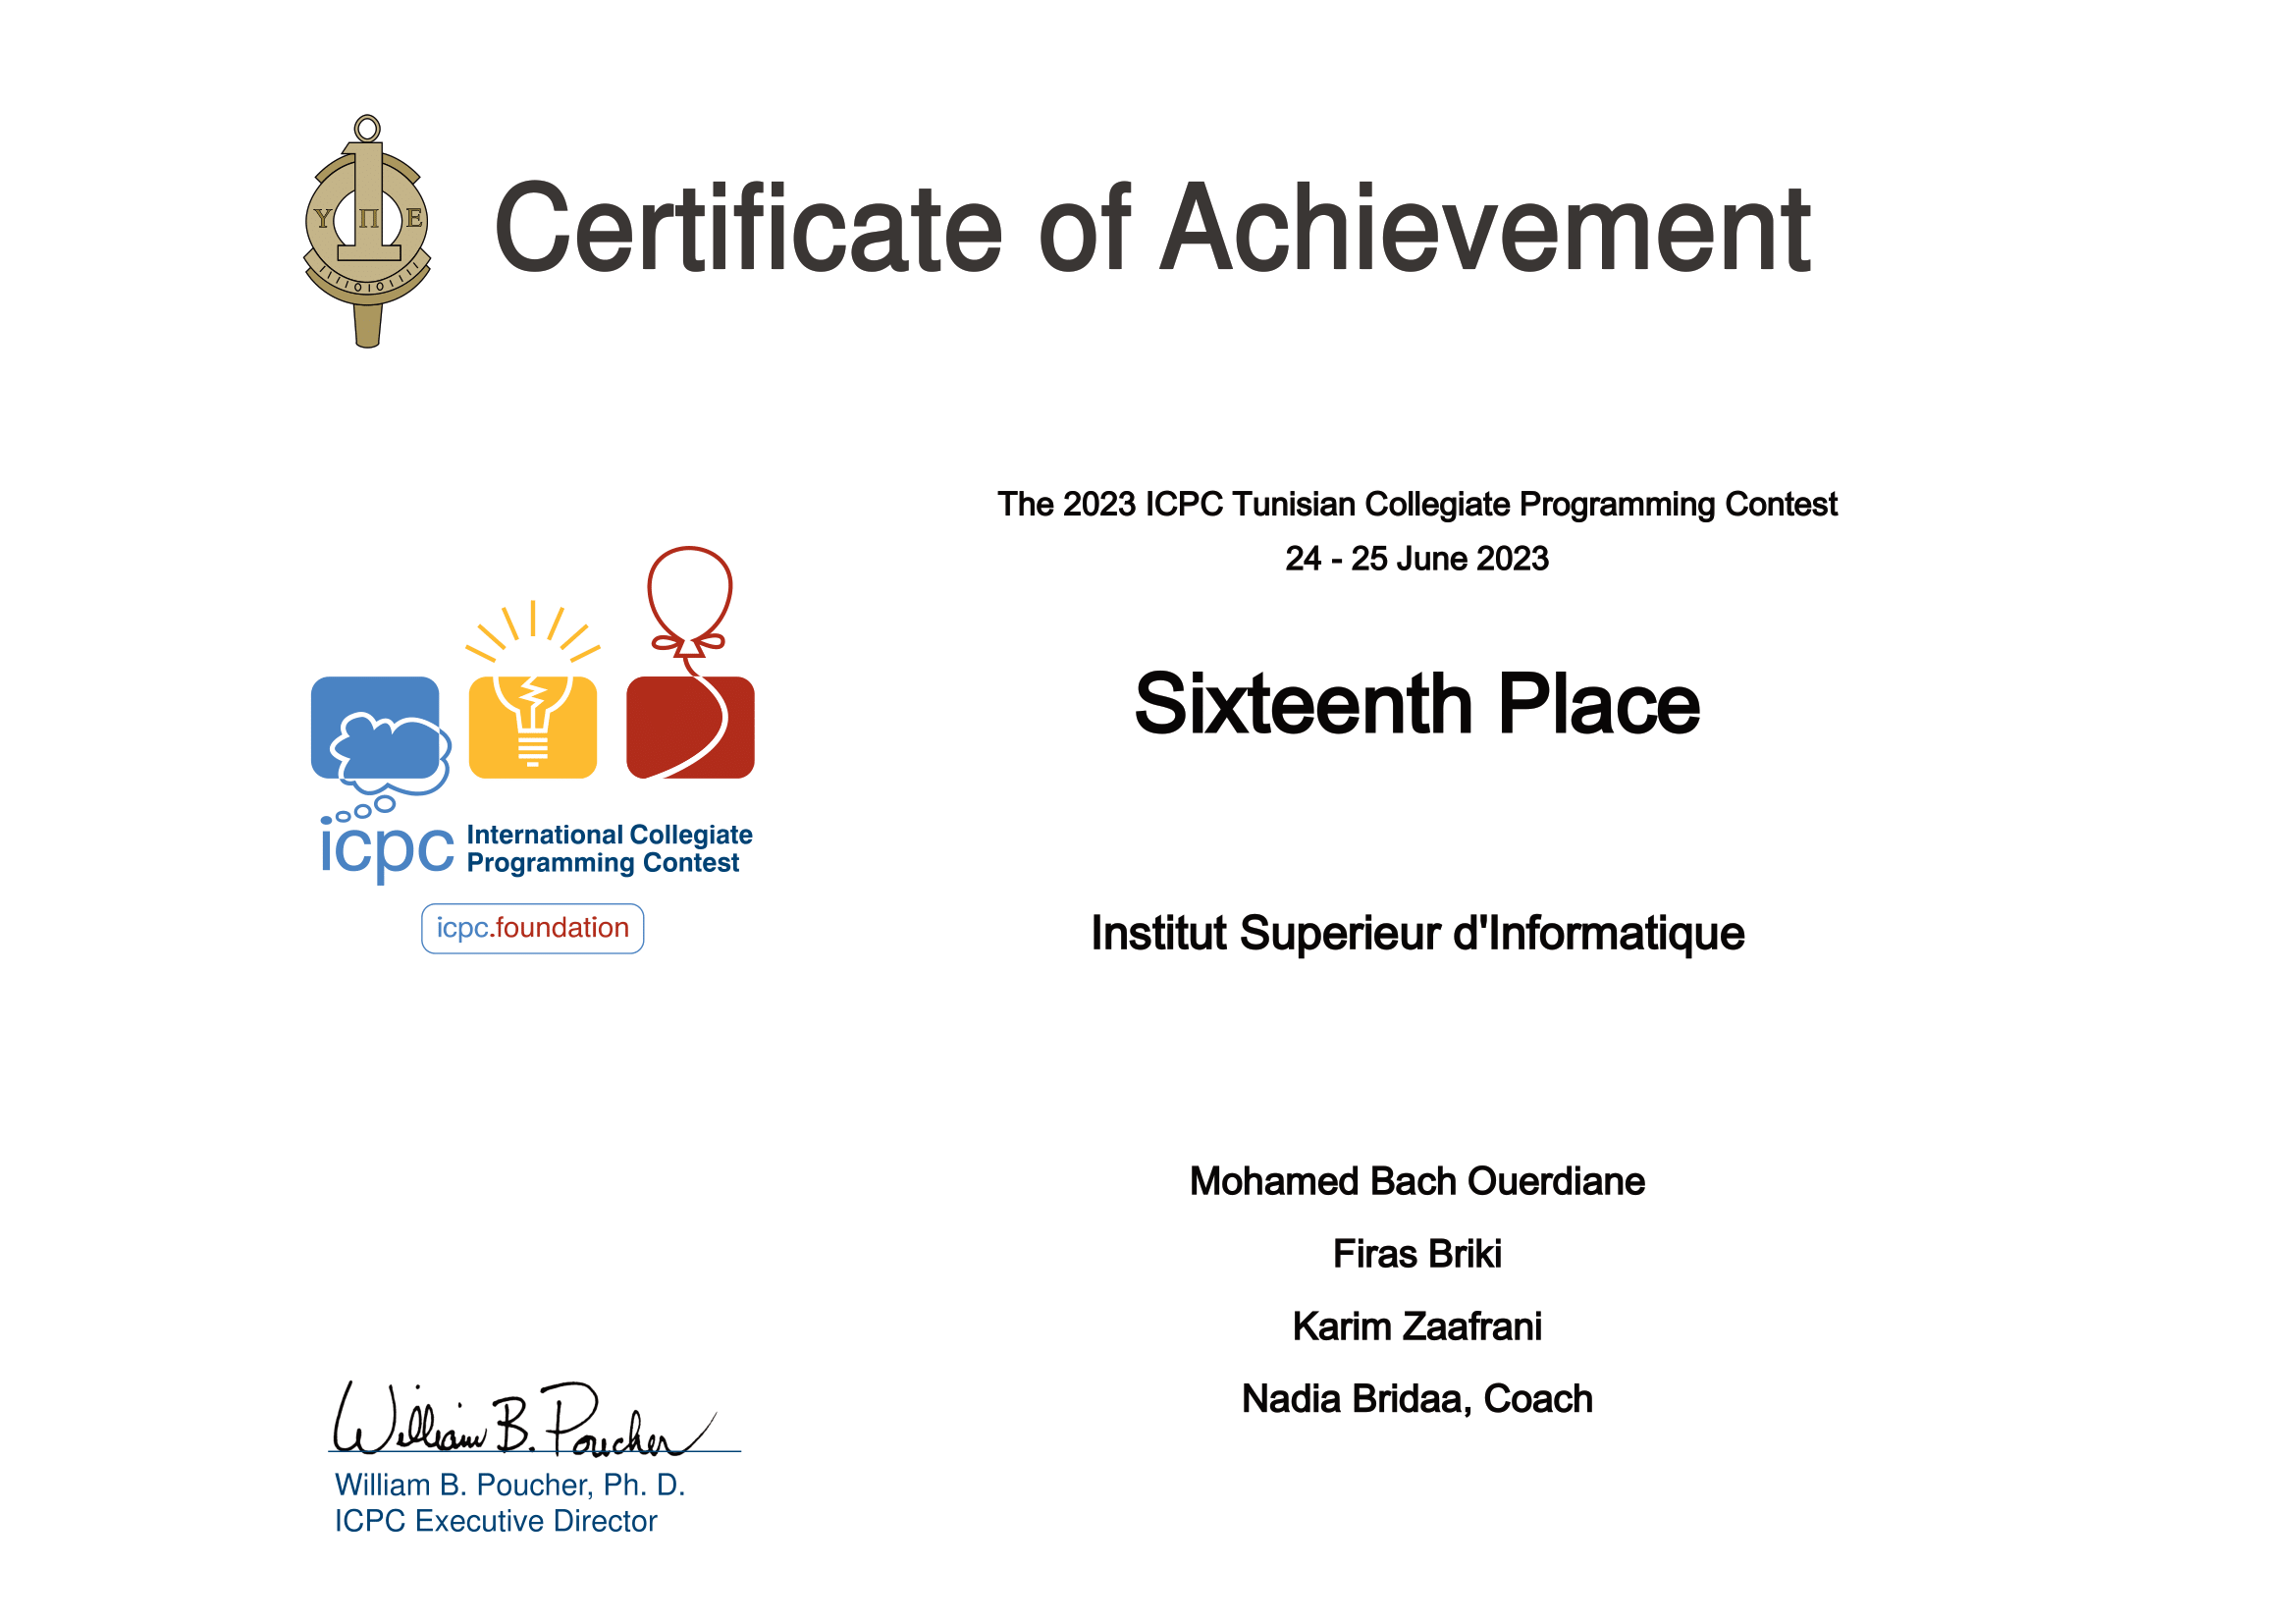 Certificate of Achievement
Υ Π Ε
The 2023 ICPC Tunisian Collegiate Programming Contest
24 - 25 June 2023
Sixteenth Place
icpc
International Collegiate
Programming Contest
icpc.foundation
Institut Superieur d'Informatique
Mohamed Bach Ouerdiane
Firas Briki
Karim Zaafrani
Nadia Bridaa, Coach
William B. Poucher
William B. Poucher, Ph. D.
ICPC Executive Director